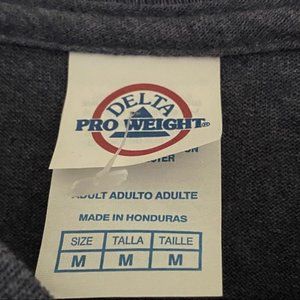 DELTA
PRO WEIGHT®
ADULT ADULTO ADULTE
MADE IN HONDURAS
SIZE TALLA TAILLE
M M M